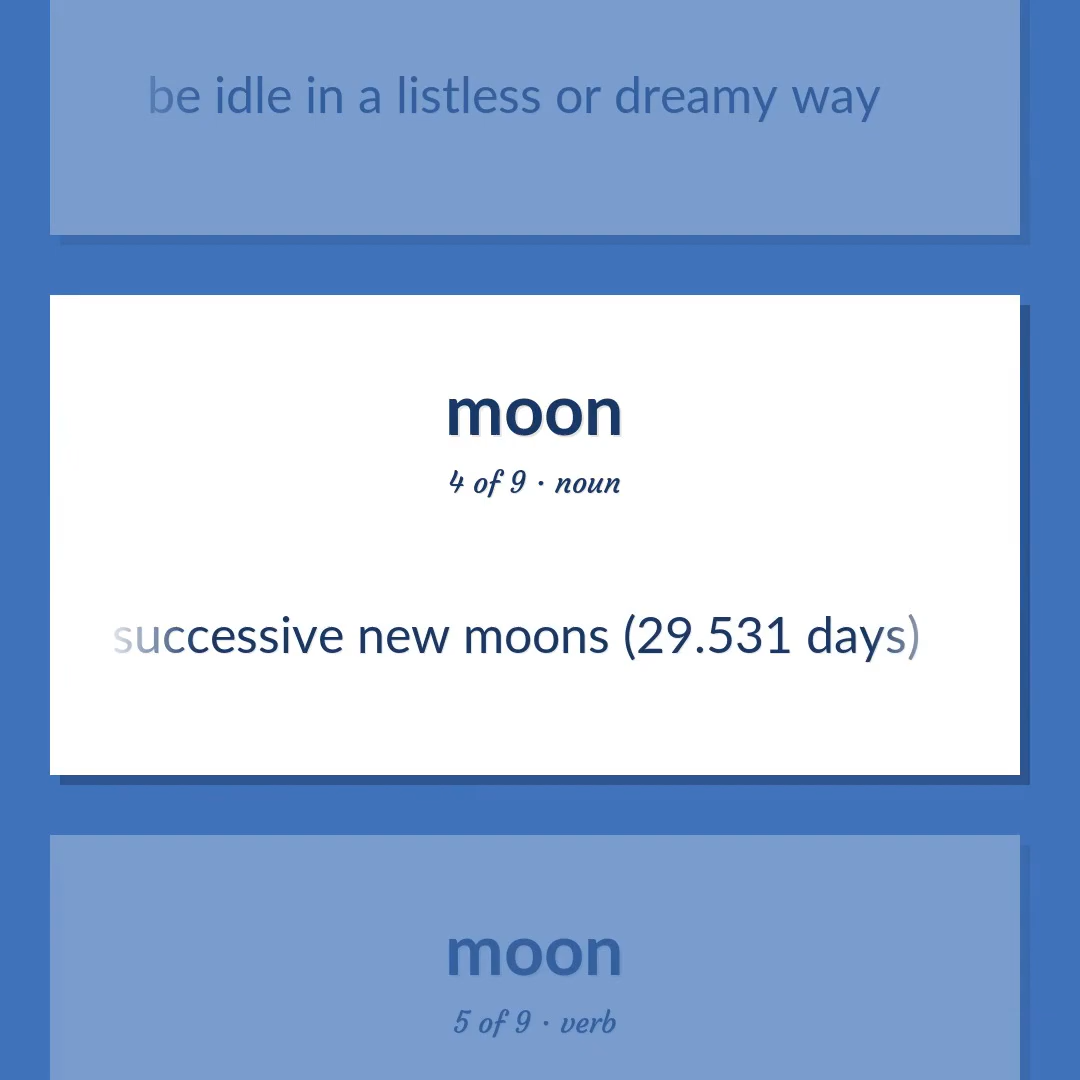 be idle in a listless or dreamy way
moon
4 of 9 · noun
successive new moons (29.531 days)
moon
5 of 9 · verb